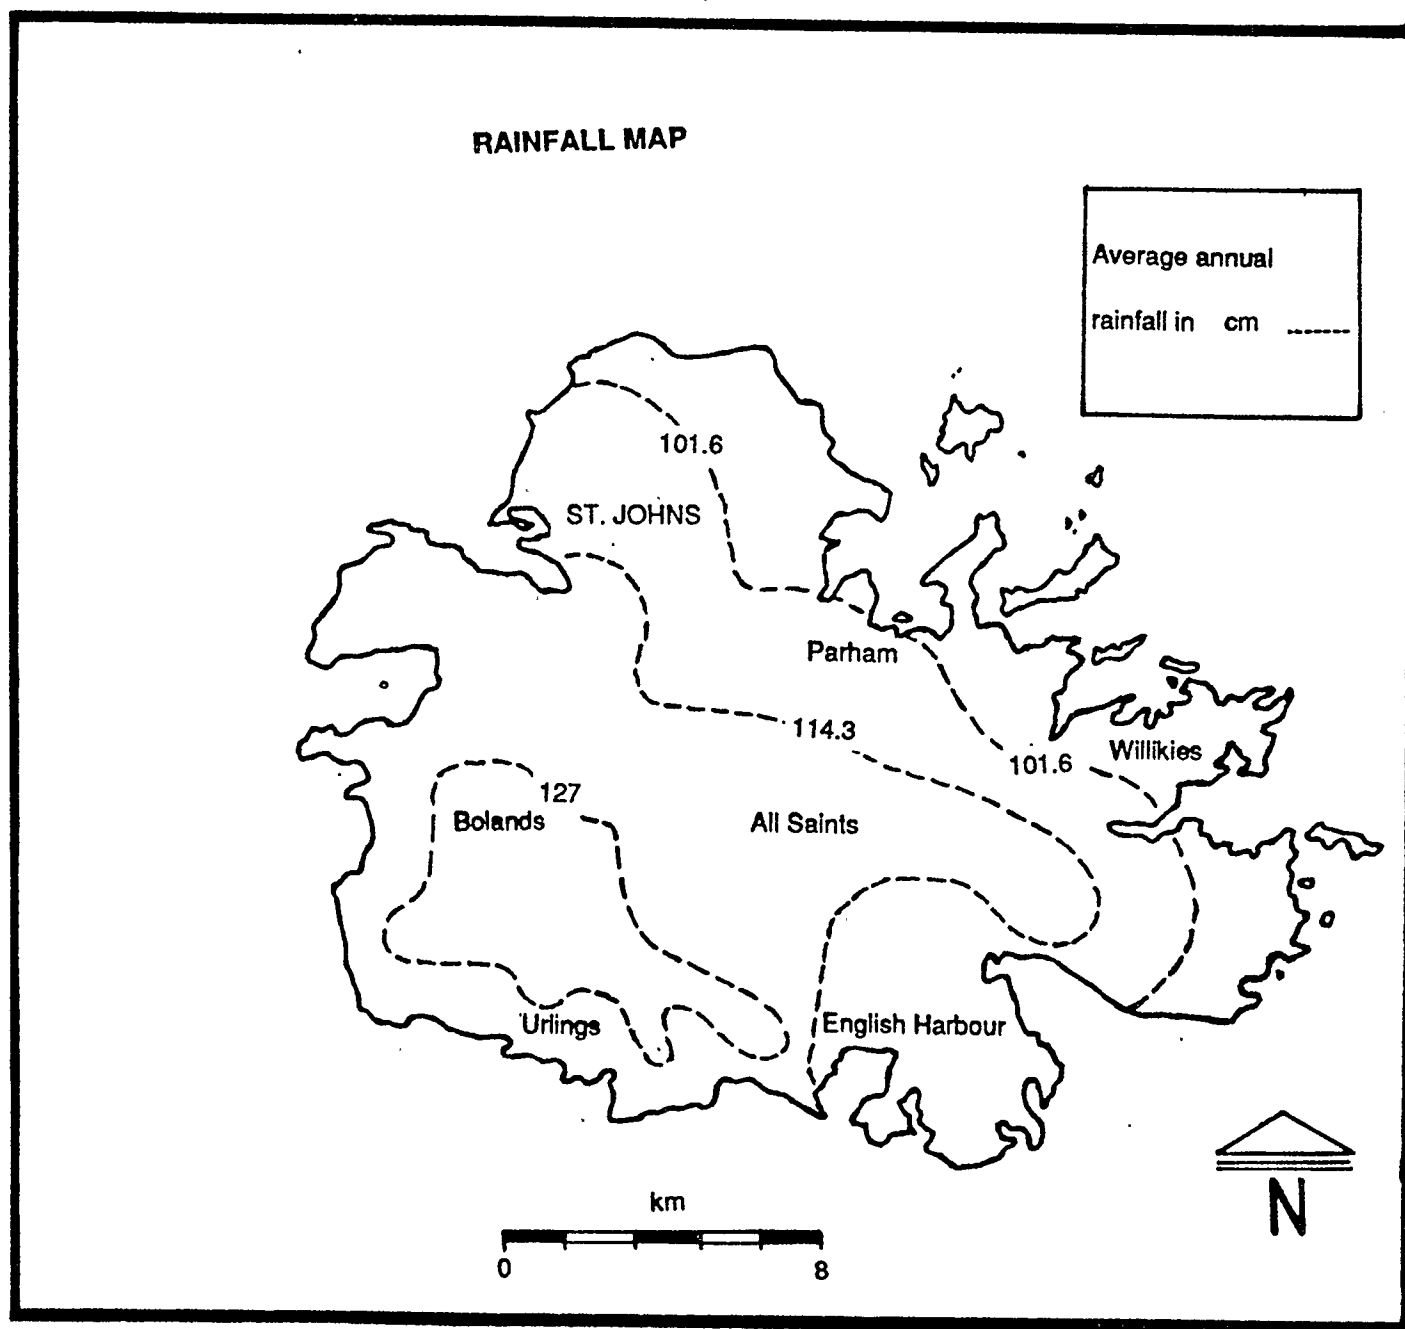 RAINFALL MAP
Average annual
rainfall in cm
101.6
ST. JOHNS
Parham
114.3
Willikies
101.6
127
Bolands
All Saints
Urlings
English Harbour
km
0 8
N